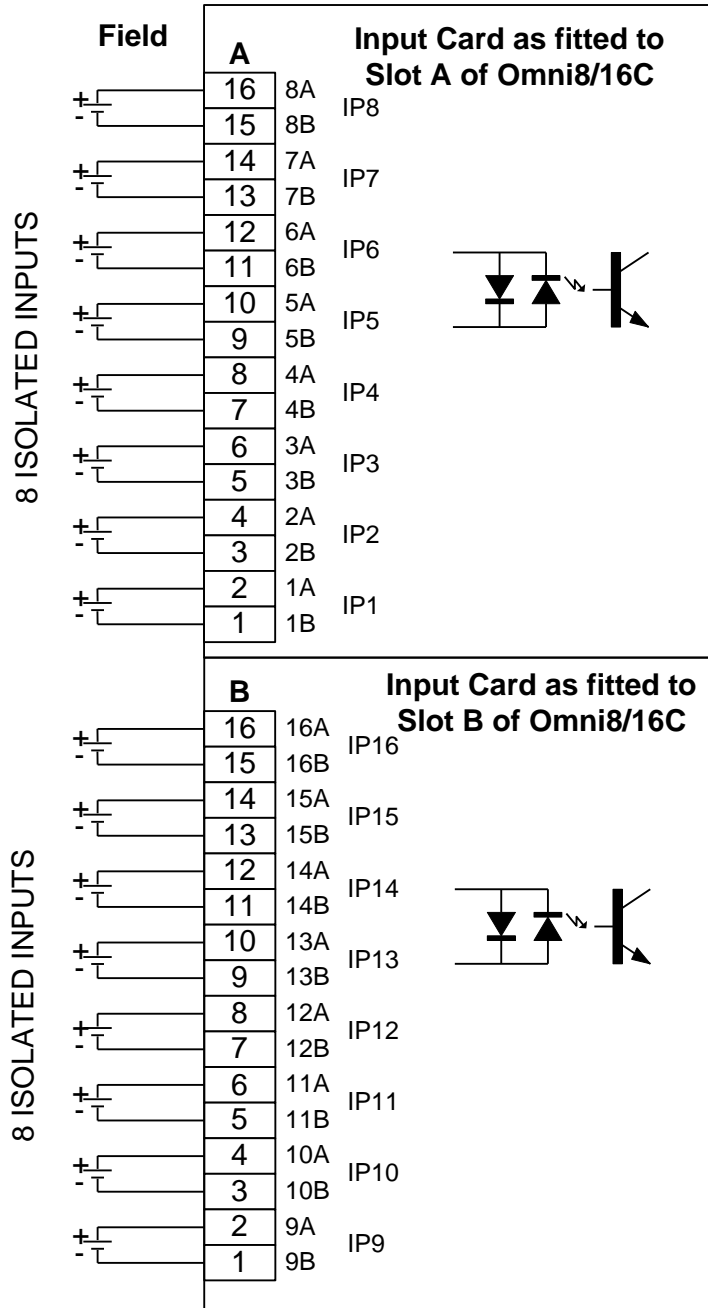 Field
A
Input Card as fitted to
Slot A of Omni8/16C
8 ISOLATED INPUTS
+ - 16 8A
15 8B
IP8
+ - 14 7A
13 7B
IP7
+ - 12 6A
11 6B
IP6
+ - 10 5A
9 5B
IP5
+ - 8 4A
7 4B
IP4
+ - 6 3A
5 3B
IP3
+ - 4 2A
3 2B
IP2
+ - 2 1A
1 1B
IP1
B
Input Card as fitted to
Slot B of Omni8/16C
8 ISOLATED INPUTS
+ - 16 16A
15 16B
IP16
+ - 14 15A
13 15B
IP15
+ - 12 14A
11 14B
IP14
+ - 10 13A
9 13B
IP13
+ - 8 12A
7 12B
IP12
+ - 6 11A
5 11B
IP11
+ - 4 10A
3 10B
IP10
+ - 2 9A
1 9B
IP9